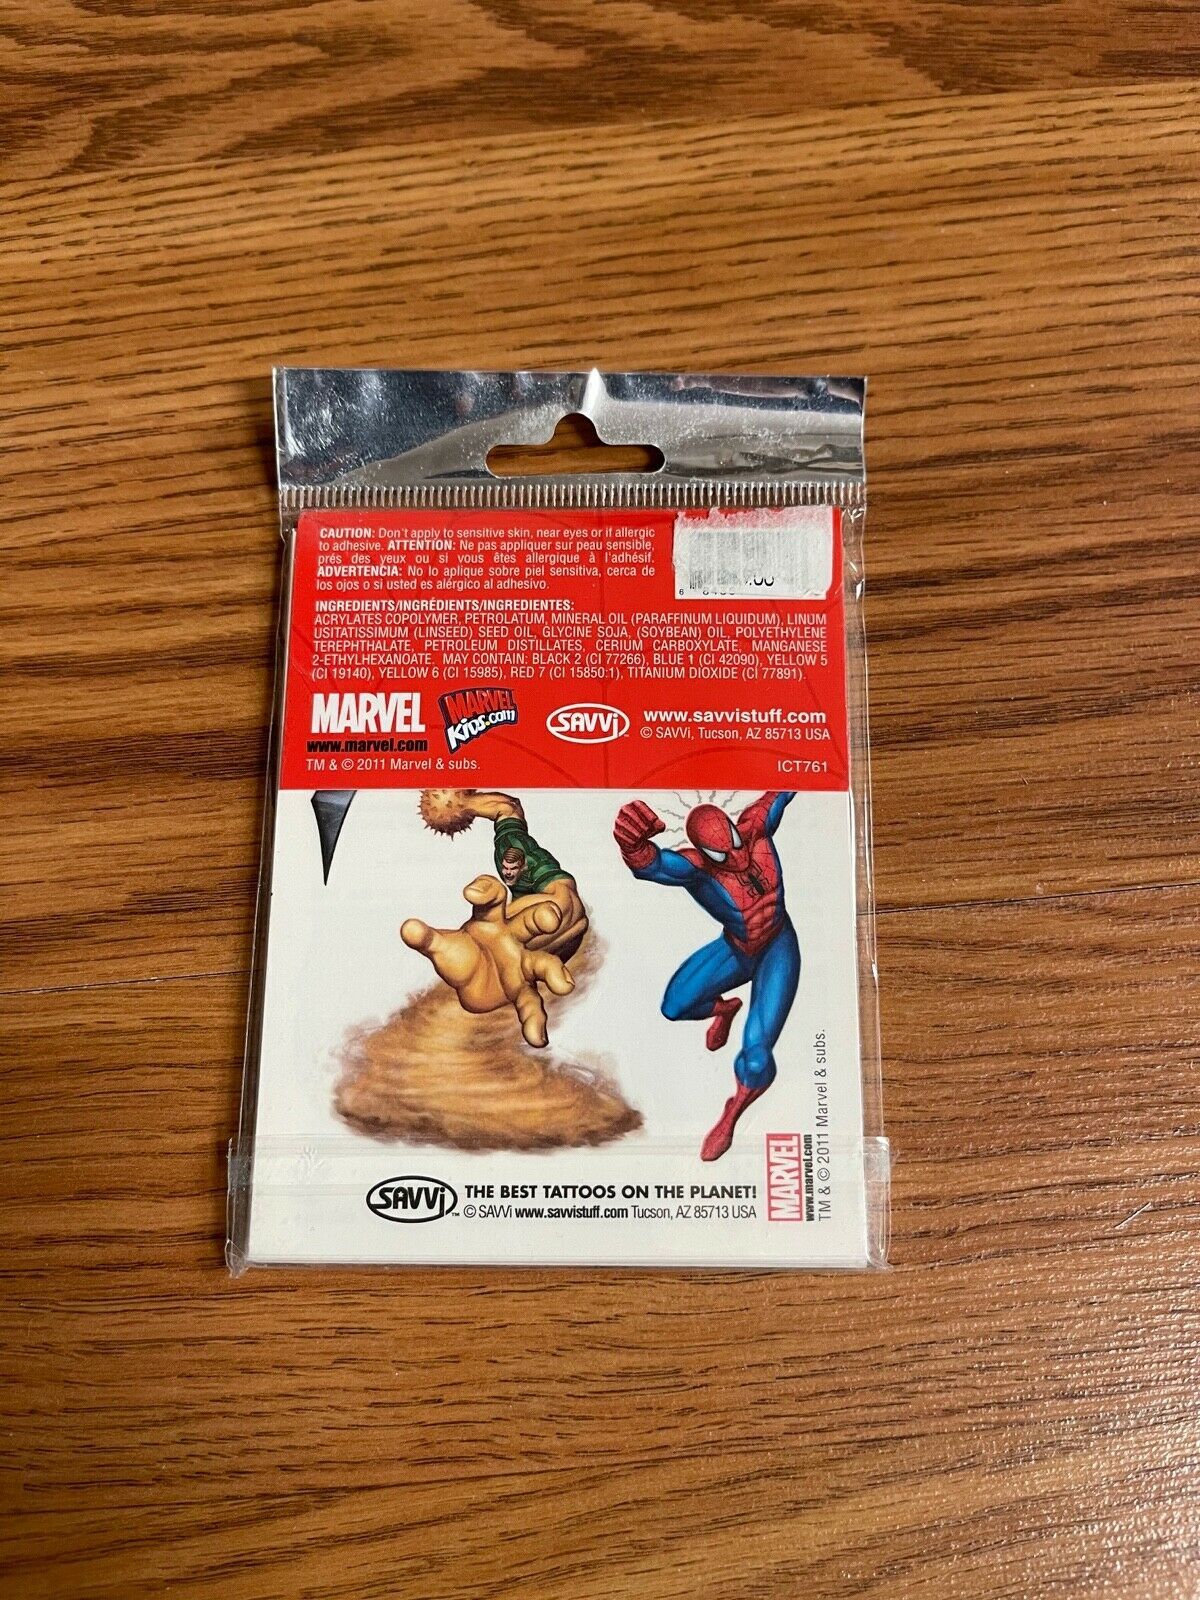 CAUTION: Don't apply to sensitive skin, near eyes or if allergic
to adhesive. ATTENTION: Ne pas appliquer sur peau sensible,
prés des yeux ou si vous êtes allergique à l'adhésif.
ADVERTENCIA: No lo aplique sobre piel sensitiva, cerca de
los ojos o si usted es alérgico al adhesivo.
INGREDIENTS/INGRÉDIENTS/INGREDIENTES:
ACRYLATES COPOLYMER, PETROLATUM, MINERAL OIL (PARAFFINUM LIQUIDUM), LINUM
USITATISSIMUM (LINSEED) SEED OIL, GLYCINE SOJA, (SOYBEAN) OIL, POLYETHYLENE
TEREPHTHALATE, PETROLEUM DISTILLATES, CERIUM CARBOXYLATE, MANGANESE
2-ETHYLHEXANOATE. MAY CONTAIN: BLACK 2 (CI 77266), BLUE 1 (CI 42090), YELLOW 5
(CI 19140), YELLOW 6 (CI 15985), RED 7 (CI 15850:1), TITANIUM DIOXIDE (CI 77891).
MARVEL
www.marvel.com
TM & © 2011 Marvel & subs.
MARVEL
KIDS.com
SAVVi
www.savvistuff.com
© SAVVi, Tucson, AZ 85713 USA
ICT761
SAVVi™
THE BEST TATTOOS ON THE PLANET!
© SAVVi www.savvistuff.com Tucson, AZ 85713 USA
MARVEL
www.marvel.com
TM & © 2011 Marvel & subs.